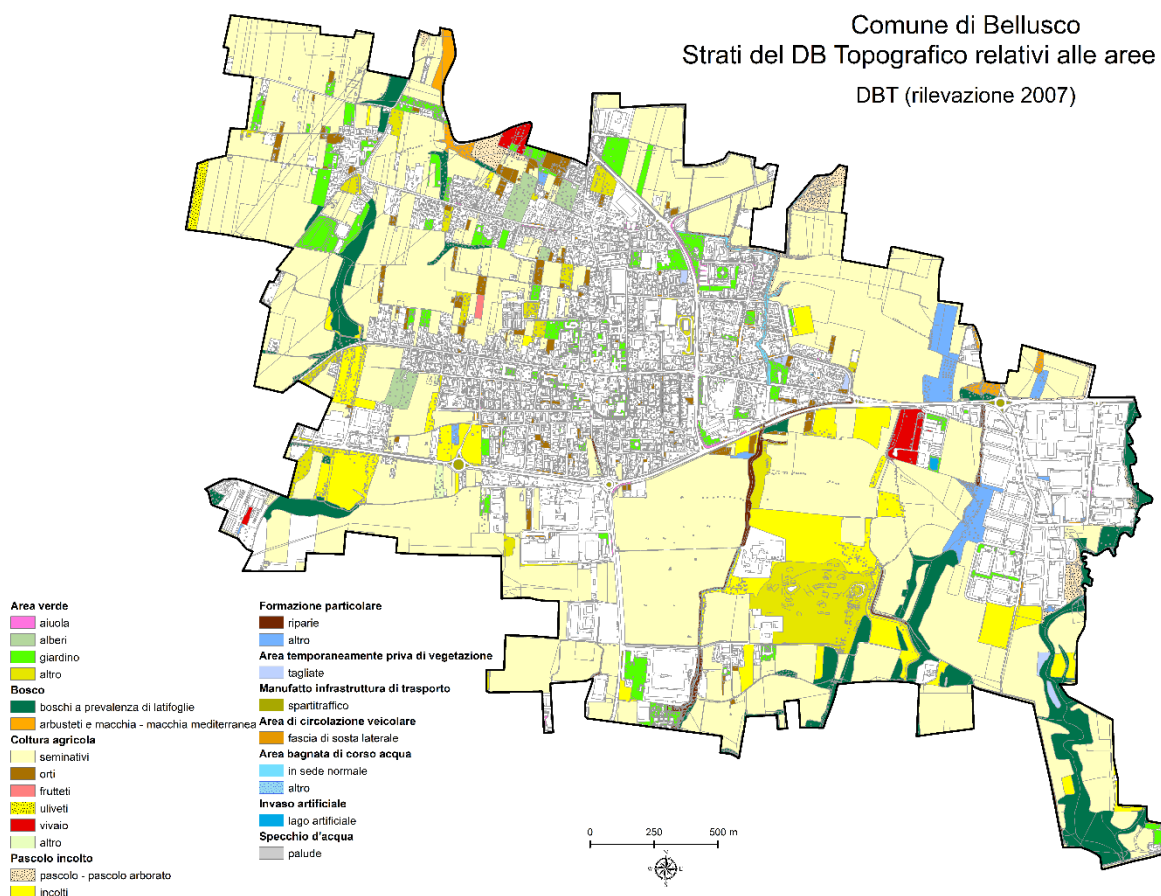 Comune di Bellusco
Strati del DB Topografico relativi alle aree
DBT (rilevazione 2007)
Area verde
aiuola
alberi
giardino
altro
Bosco
boschi a prevalenza di latifoglie
arbusteti e macchia - macchia mediterranea
Coltura agricola
seminativi
orti
frutteti
uliveti
vivaio
altro
Pascolo incolto
pascolo - pascolo arborato
incolti
Formazione particolare
riparie
altro
Area temporaneamente priva di vegetazione
tagliate
Manufatto infrastruttura di trasporto
spartitraffico
Area di circolazione veicolare
fascia di sosta laterale
Area bagnata di corso acqua
in sede normale
altro
Invaso artificiale
lago artificiale
Specchio d'acqua
palude
0 250 500 m